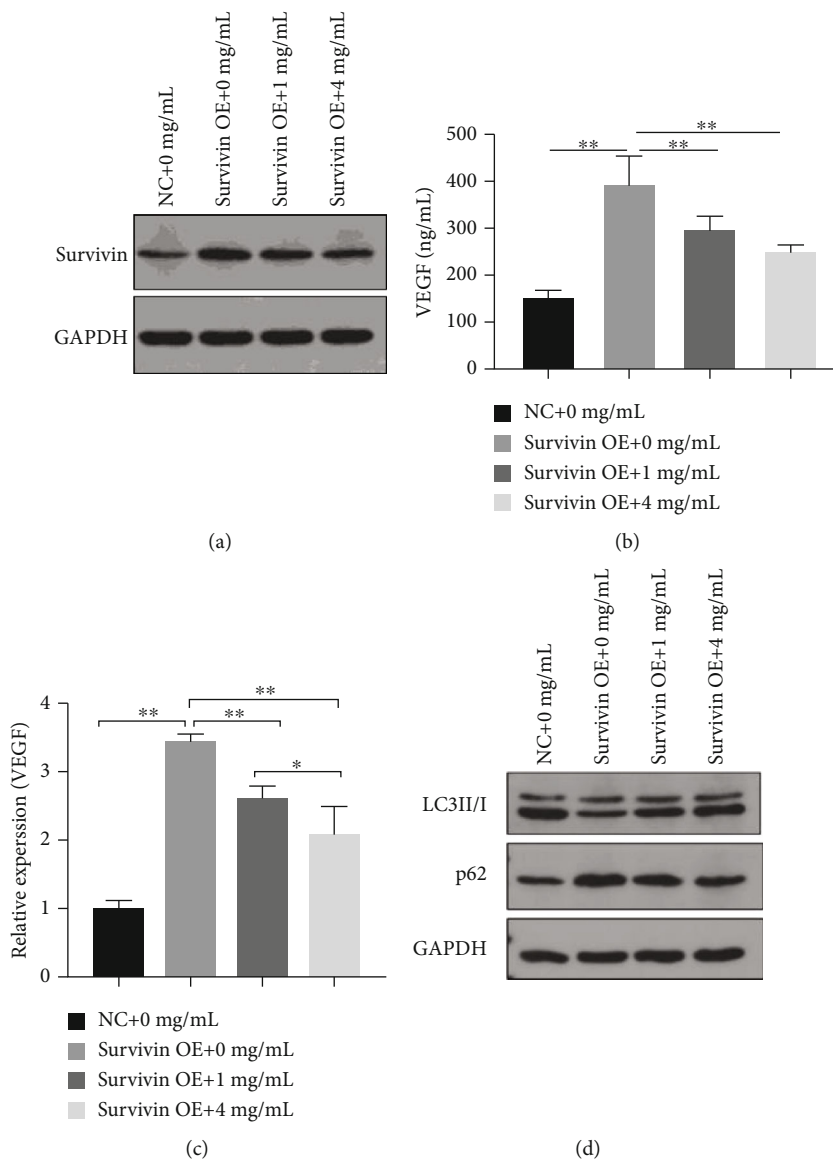 NC+0 mg/mL
Survivin OE+0 mg/mL
Survivin OE+1 mg/mL
Survivin OE+4 mg/mL
Survivin
GAPDH
(a)
VEGF (ng/mL)
500
400
300
200
100
0
**
**
**
NC+0 mg/mL
Survivin OE+0 mg/mL
Survivin OE+1 mg/mL
Survivin OE+4 mg/mL
(b)
Relative experssion (VEGF)
4
3
2
1
0
**
**
**
*
NC+0 mg/mL
Survivin OE+0 mg/mL
Survivin OE+1 mg/mL
Survivin OE+4 mg/mL
(c)
NC+0 mg/mL
Survivin OE+0 mg/mL
Survivin OE+1 mg/mL
Survivin OE+4 mg/mL
LC3II/I
p62
GAPDH
(d)